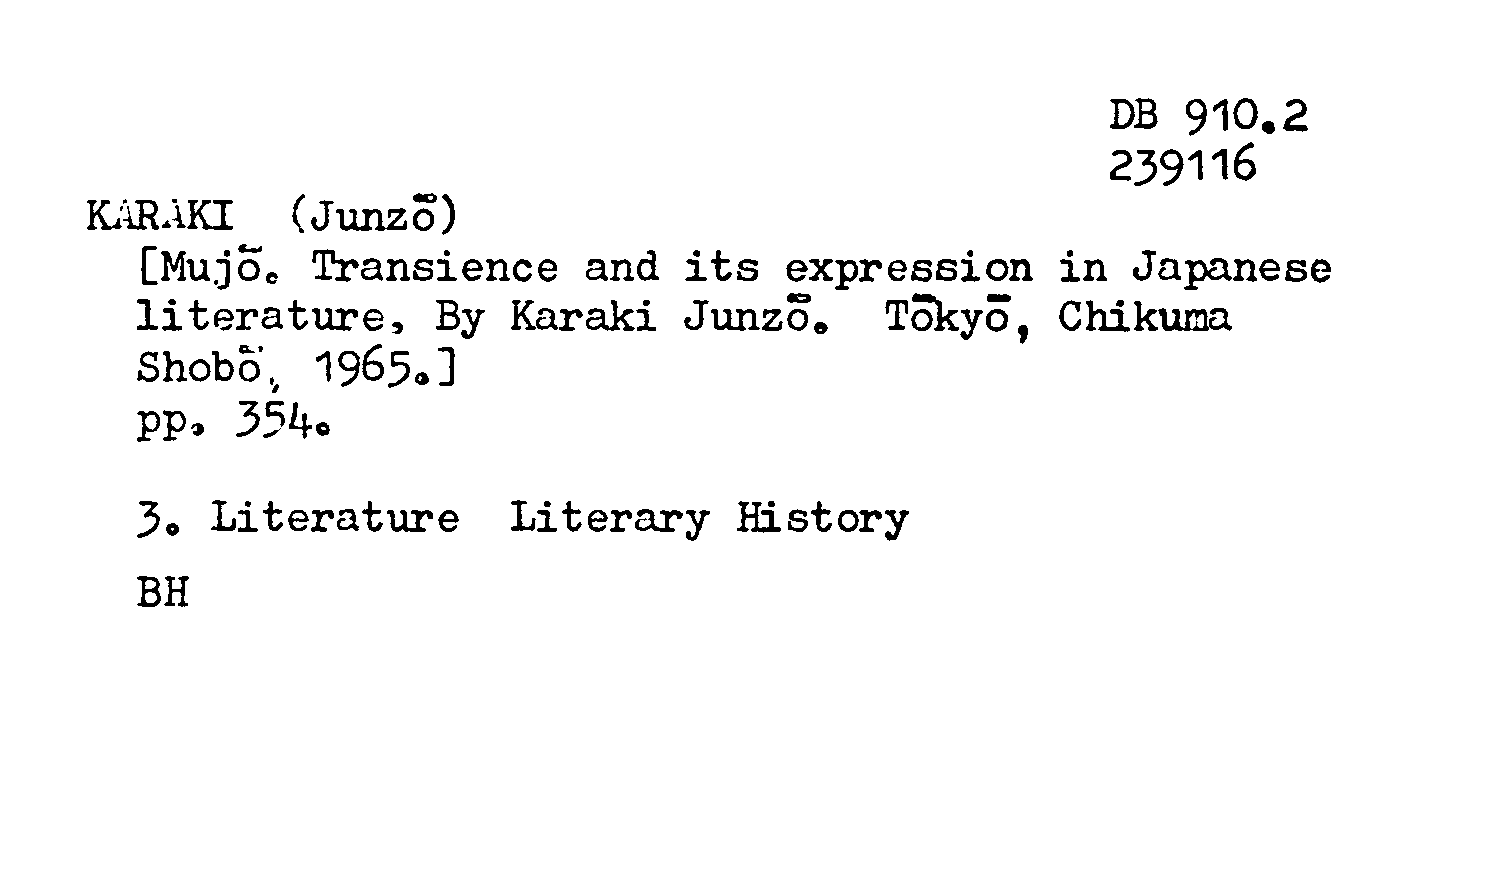 DB 910.2
239116
KARAKI (Junzō)
[Mujō. Transience and its expression in Japanese
literature, By Karaki Junzō. Tōkyō, Chikuma
Shobō, 1965.]
pp. 354.
3. Literature Literary History
BH